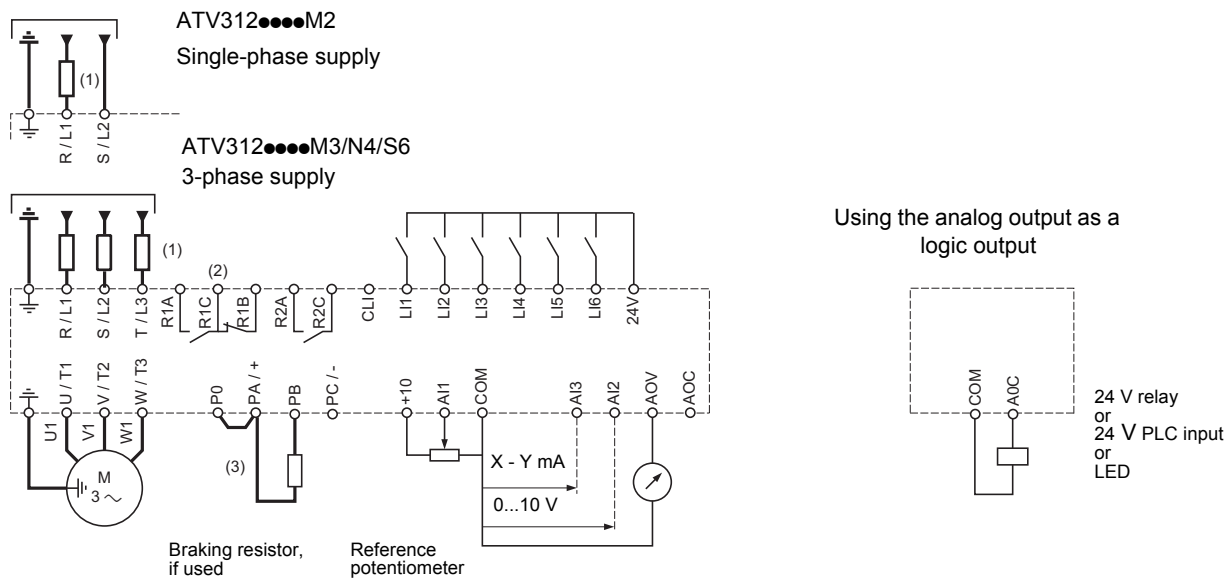 ATV312●●●●M2
Single-phase supply
(1)
R / L1
S / L2
ATV312●●●●M3/N4/S6
3-phase supply
(1)
(2)
R / L1
S / L2
T / L3
R1A
R1C
R1B
R2A
R2C
CLI
LI1
LI2
LI3
LI4
LI5
LI6
24V
U / T1
V / T2
W / T3
P0
PA / +
PB
PC / -
+10
AI1
COM
AI3
AI2
AOV
AOC
U1
V1
W1
M
3 ~
(3)
X - Y mA
0...10 V
Braking resistor,
if used
Reference
potentiometer
Using the analog output as a
logic output
COM
A0C
24 V relay
or
24 V PLC input
or
LED